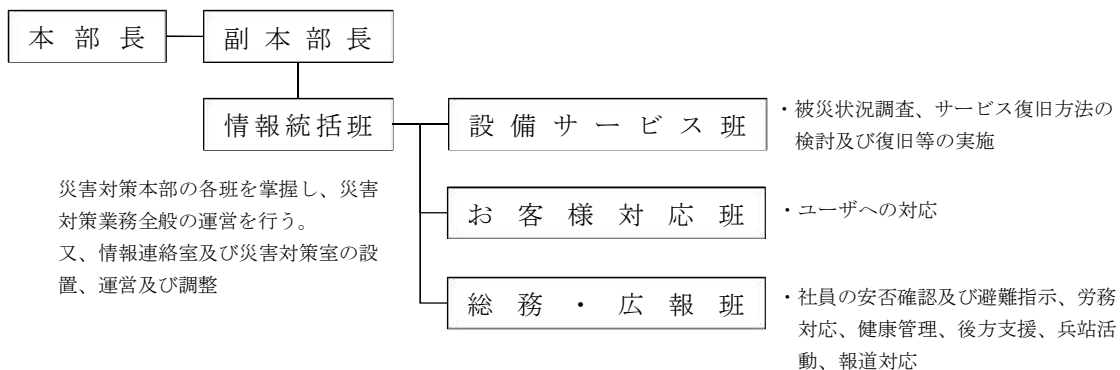 本部長
副本部長
情報統括班
設備サービス班
・被災状況調査、サービス復旧方法の
検討及び復旧等の実施
災害対策本部の各班を掌握し、災害
対策業務全般の運営を行う。
又、情報連絡室及び災害対策室の設
置、運営及び調整
お客様対応班
・ユーザへの対応
総務・広報班
・社員の安否確認及び避難指示、労務
対応、健康管理、後方支援、兵站活
動、報道対応